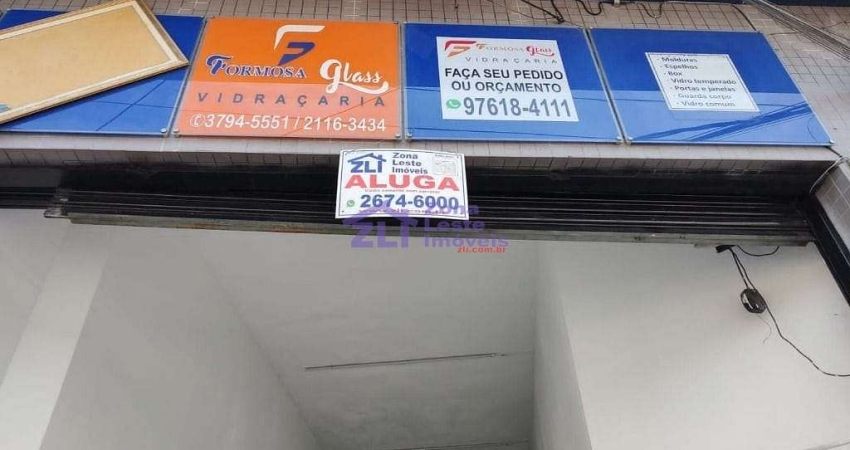 F
FORMOSA Glass
VIDRAÇARIA
3794-5551 / 2116-3434
F FORMOSA Glass
VIDRAÇARIA
FAÇA SEU PEDIDO
OU ORÇAMENTO
97618-4111
- Molduras
- Espelhos
- Box
- Vidro temperado
- Portas e janelas
- Guarda corpo
- Vidro comum
ZLI Zona
Leste
Imóveis
ALUGA
2674-6000
ZLI Zona
Leste
Imóveis
zli.com.br